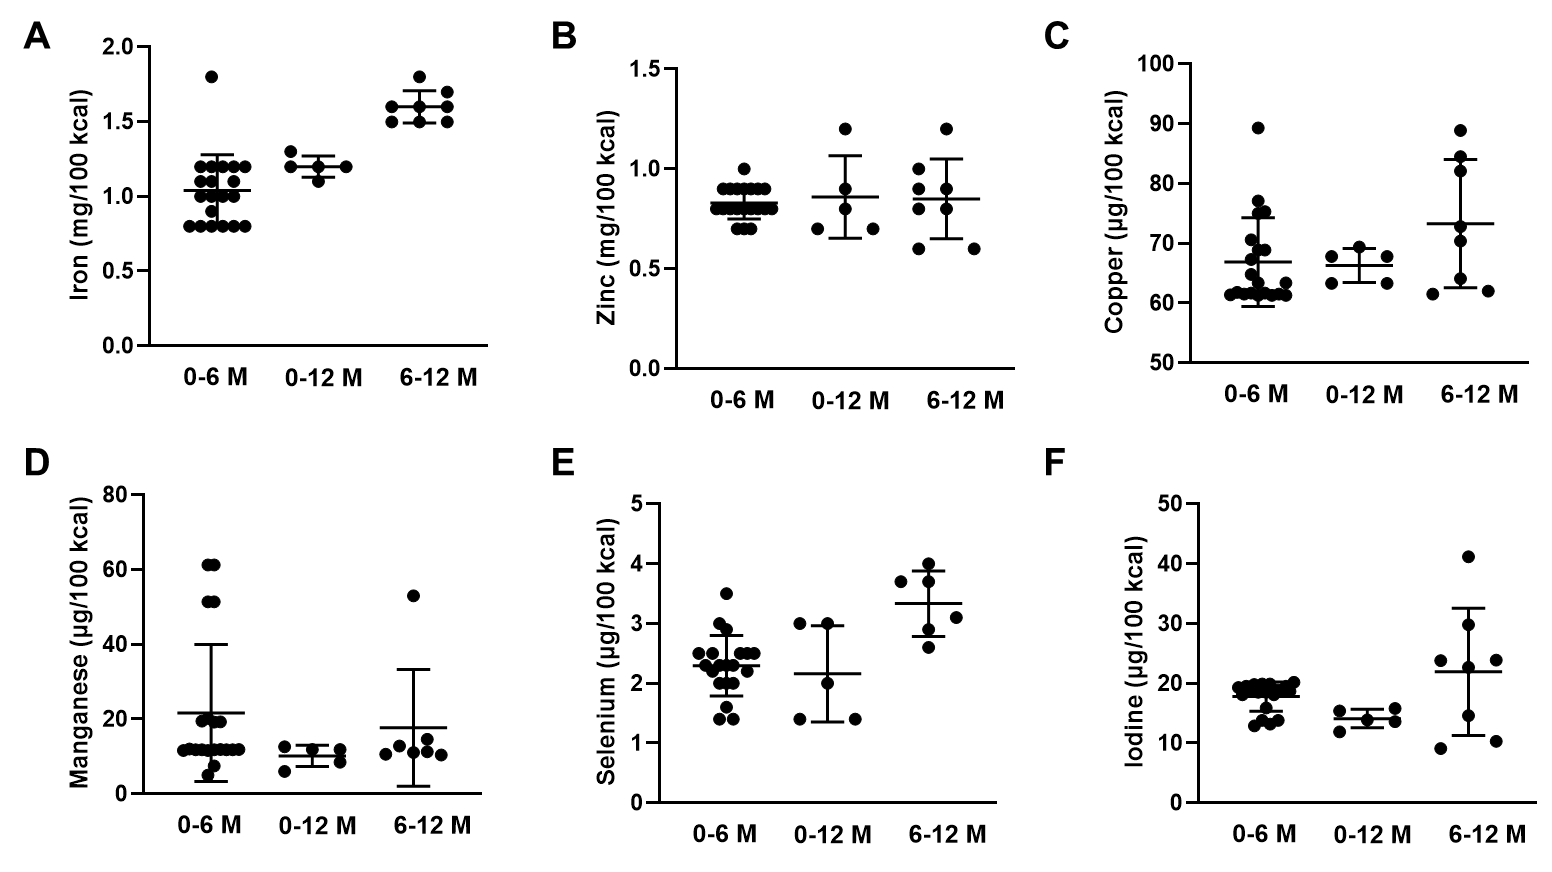 A
Iron (mg/100 kcal)
2.0
1.5
1.0
0.5
0.0
0-6 M
0-12 M
6-12 M
B
Zinc (mg/100 kcal)
1.5
1.0
0.5
0.0
0-6 M
0-12 M
6-12 M
C
Copper (µg/100 kcal)
100
90
80
70
60
50
0-6 M
0-12 M
6-12 M
D
Manganese (µg/100 kcal)
80
60
40
20
0
0-6 M
0-12 M
6-12 M
E
Selenium (µg/100 kcal)
5
4
3
2
1
0
0-6 M
0-12 M
6-12 M
F
Iodine (µg/100 kcal)
50
40
30
20
10
0
0-6 M
0-12 M
6-12 M